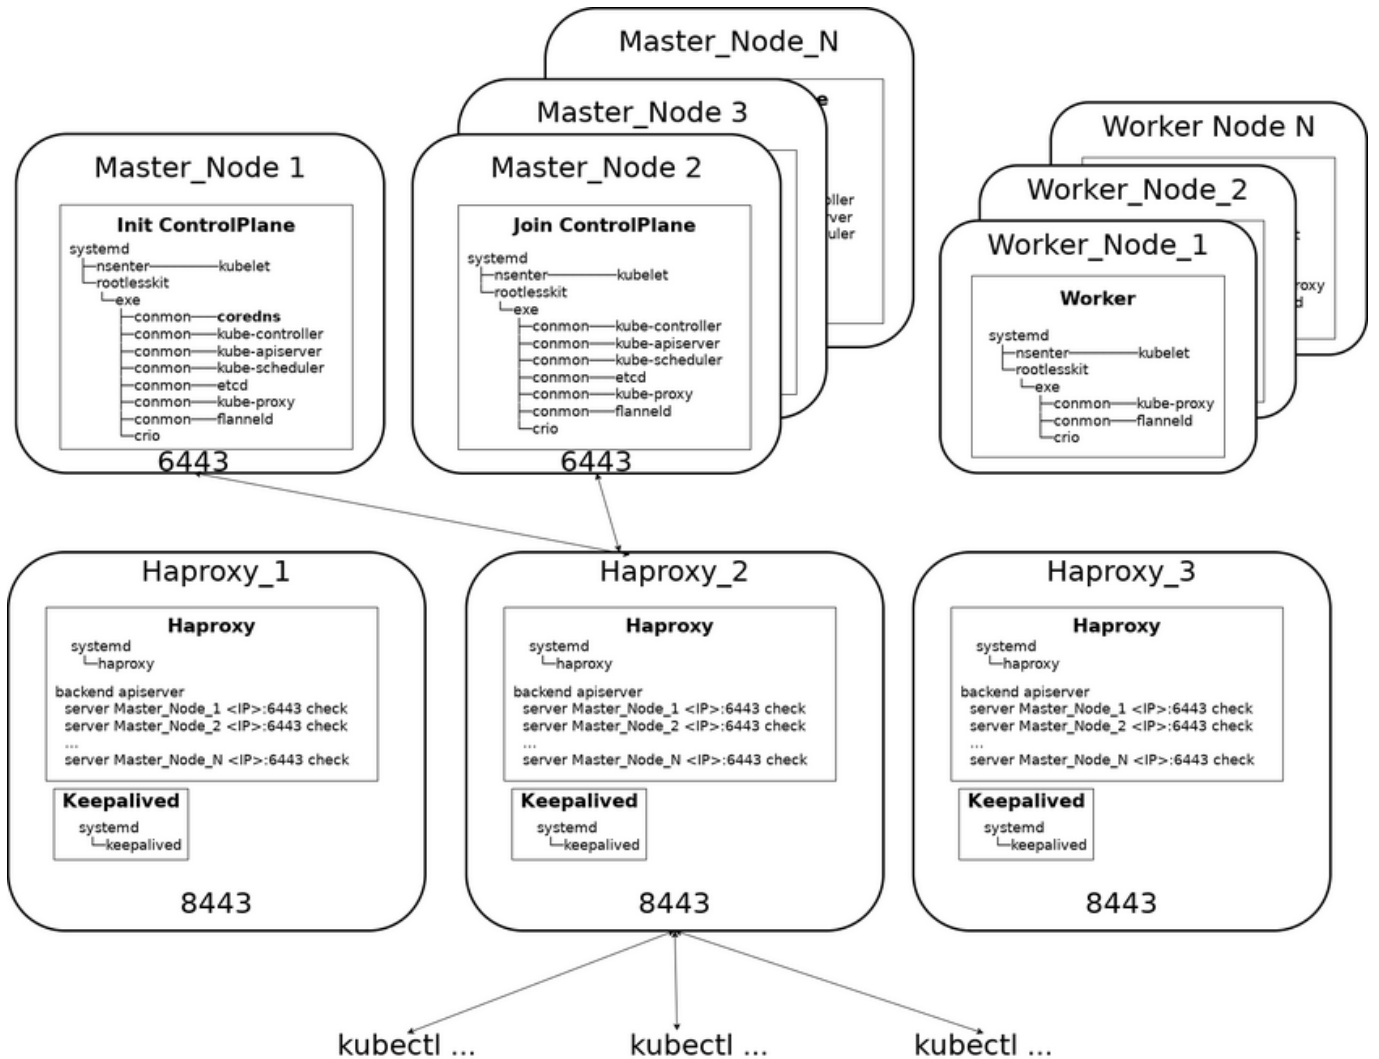 Master_Node_N
e
Master_Node 3
Master_Node 1
Master_Node 2
Init ControlPlane
systemd
nsenter kubelet
rootlesskit
exe
conmon coredns
conmon kube-controller
conmon kube-apiserver
conmon kube-scheduler
conmon etcd
conmon kube-proxy
conmon flanneld
crio
6443
Join ControlPlane
systemd
nsenter kubelet
rootlesskit
exe
conmon kube-controller
conmon kube-apiserver
conmon kube-scheduler
conmon etcd
conmon kube-proxy
conmon flanneld
crio
6443
oller
rver
uler
Worker Node N
Worker_Node_2
Worker_Node_1
Worker
systemd
nsenter kubelet
rootlesskit
exe
conmon kube-proxy
conmon flanneld
crio
roxy
d
Haproxy_1
Haproxy
systemd
haproxy
backend apiserver
server Master_Node_1 <IP>:6443 check
server Master_Node_2 <IP>:6443 check
...
server Master_Node_N <IP>:6443 check
Keepalived
systemd
keepalived
8443
Haproxy_2
Haproxy
systemd
haproxy
backend apiserver
server Master_Node_1 <IP>:6443 check
server Master_Node_2 <IP>:6443 check
...
server Master_Node_N <IP>:6443 check
Keepalived
systemd
keepalived
8443
Haproxy_3
Haproxy
systemd
haproxy
backend apiserver
server Master_Node_1 <IP>:6443 check
server Master_Node_2 <IP>:6443 check
...
server Master_Node_N <IP>:6443 check
Keepalived
systemd
keepalived
8443
kubectl ...
kubectl ...
kubectl ...